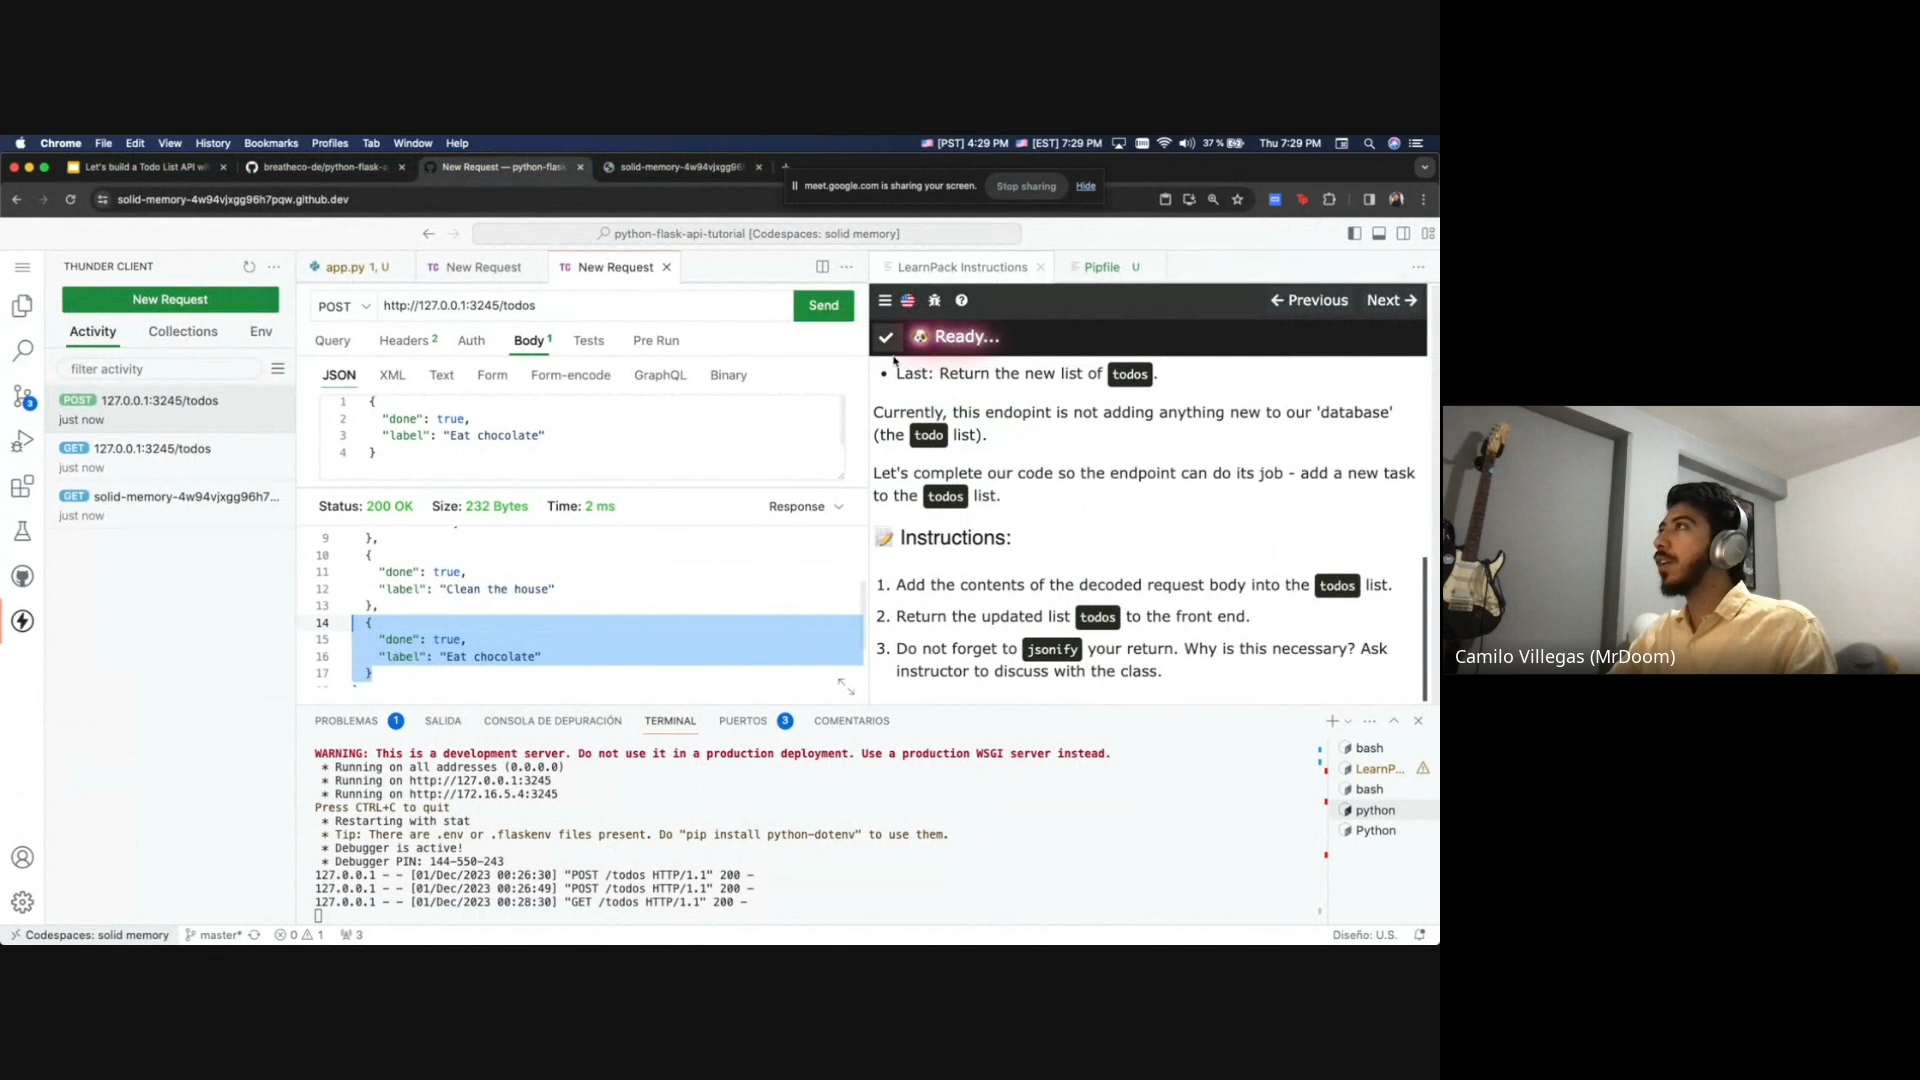 Chrome File Edit View History Bookmarks Profiles Tab Window Help
[PST] 4:29 PM [EST] 7:29 PM 37% Thu 7:29 PM
Let's build a Todo List API wi
breatheco-de/python-flask-a
New Request — python-flask
solid-memory-4w94vjxgg96h
meet.google.com is sharing your screen. Stop sharing Hide
solid-memory-4w94vjxgg96h7pqw.github.dev
python-flask-api-tutorial [Codespaces: solid memory]
THUNDER CLIENT
New Request
Activity Collections Env
filter activity
POST 127.0.0.1:3245/todos
just now
GET 127.0.0.1:3245/todos
just now
GET solid-memory-4w94vjxgg96h7...
just now
3
app.py 1, U
TC New Request
TC New Request
POST http://127.0.0.1:3245/todos Send
Query Headers 2 Auth Body 1 Tests Pre Run
JSON XML Text Form Form-encode GraphQL Binary
1 {
2 "done": true,
3 "label": "Eat chocolate"
4 }
Status: 200 OK Size: 232 Bytes Time: 2 ms Response
9 },
10 {
11 "done": true,
12 "label": "Clean the house"
13 },
14 {
15 "done": true,
16 "label": "Eat chocolate"
17 }
LearnPack Instructions
Pipfile U
Previous Next
Ready...
• Last: Return the new list of todos.
Currently, this endopint is not adding anything new to our 'database'
(the todo list).
Let's complete our code so the endpoint can do its job - add a new task
to the todos list.
Instructions:
1. Add the contents of the decoded request body into the todos list.
2. Return the updated list todos to the front end.
3. Do not forget to jsonify your return. Why is this necessary? Ask
instructor to discuss with the class.
PROBLEMAS 1 SALIDA CONSOLA DE DEPURACIÓN TERMINAL PUERTOS 3 COMENTARIOS
WARNING: This is a development server. Do not use it in a production deployment. Use a production WSGI server instead.
* Running on all addresses (0.0.0.0)
* Running on http://127.0.0.1:3245
* Running on http://172.16.5.4:3245
Press CTRL+C to quit
* Restarting with stat
* Tip: There are .env or .flaskenv files present. Do "pip install python-dotenv" to use them.
* Debugger is active!
* Debugger PIN: 144-550-243
127.0.0.1 - - [01/Dec/2023 00:26:30] "POST /todos HTTP/1.1" 200 -
127.0.0.1 - - [01/Dec/2023 00:26:49] "POST /todos HTTP/1.1" 200 -
127.0.0.1 - - [01/Dec/2023 00:28:30] "GET /todos HTTP/1.1" 200 -
bash
LearnP...
bash
python
Python
Codespaces: solid memory master* 0 1 3
Diseño: U.S.
Camilo Villegas (MrDoom)